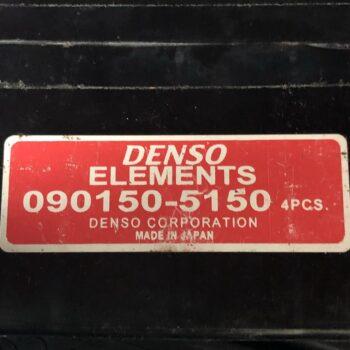 DENSO
ELEMENTS
090150-5150 4PCS.
DENSO CORPORATION
MADE IN JAPAN